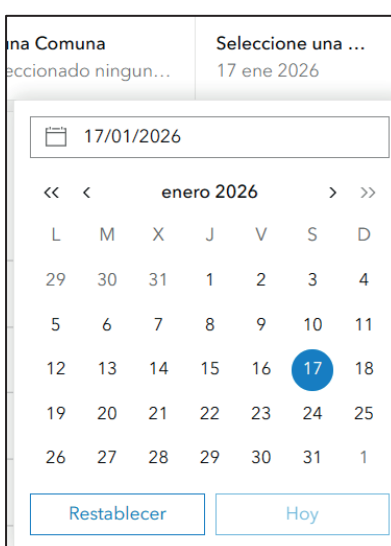 una Comuna
eccionado ningun...
Seleccione una ...
17 ene 2026
17/01/2026
<< < enero 2026 > >>
L M X J V S D
29 30 31 1 2 3 4
5 6 7 8 9 10 11
12 13 14 15 16 17 18
19 20 21 22 23 24 25
26 27 28 29 30 31 1
Restablecer Hoy